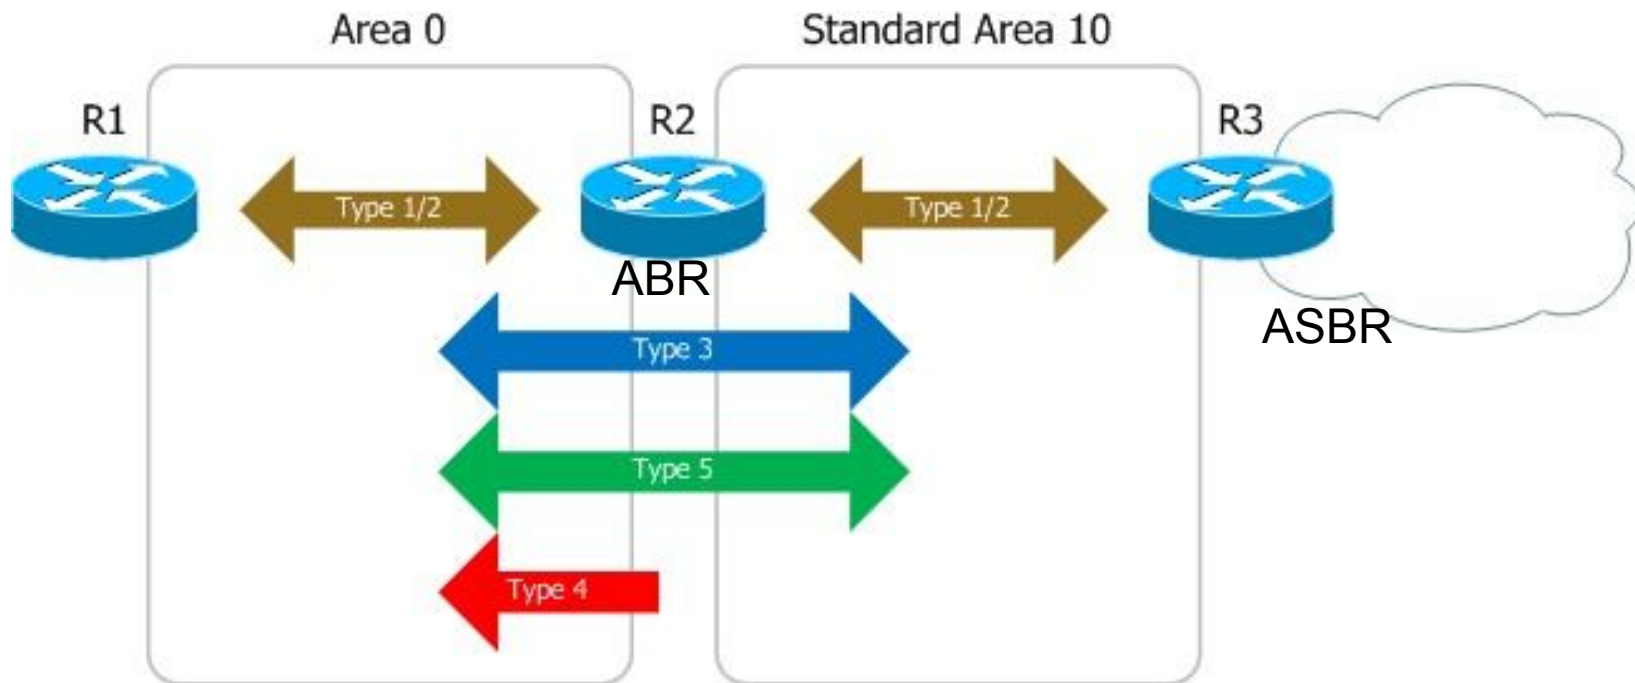 Area 0
Standard Area 10
R1
R2
R3
Type 1/2
Type 1/2
ABR
ASBR
Type 3
Type 5
Type 4